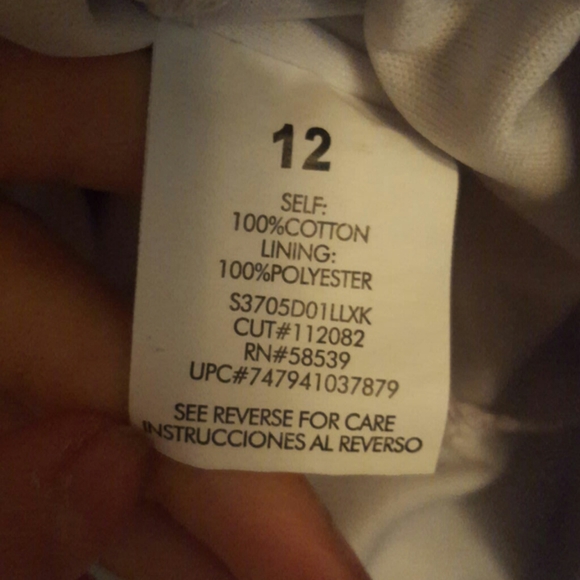 12
SELF:
100%COTTON
LINING:
100%POLYESTER
S3705D01LLXK
CUT#112082
RN#58539
UPC#747941037879
SEE REVERSE FOR CARE
INSTRUCCIONES AL REVERSO